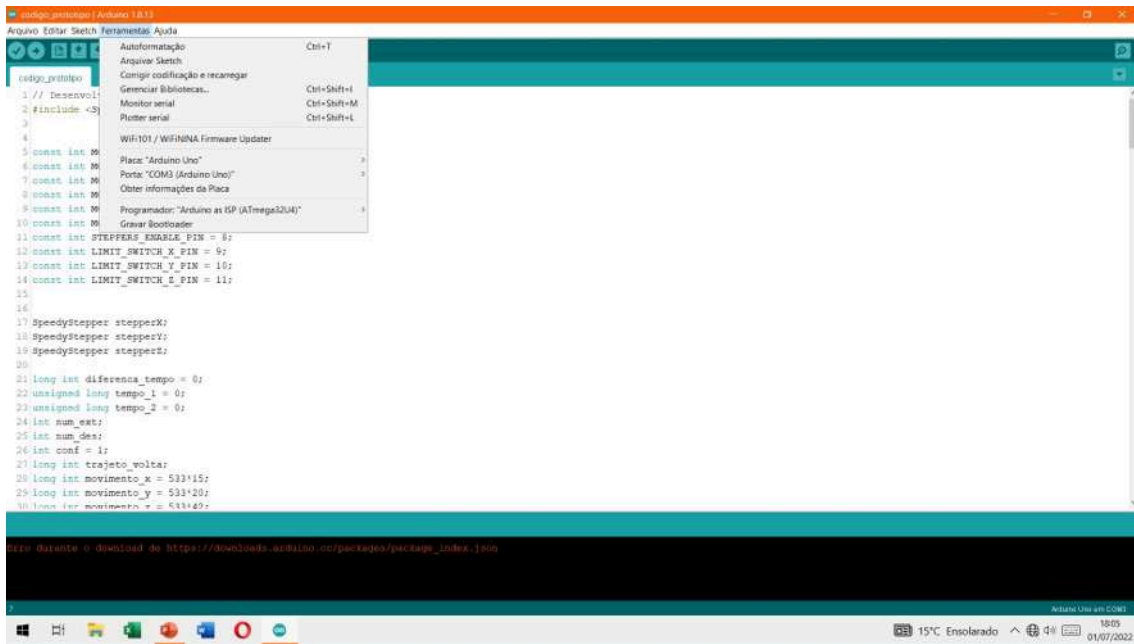 codigo_prototipo | Arduino 1.8.13
Arquivo Editar Sketch Ferramentas Ajuda
Autoformatação Ctrl+T
Arquivar Sketch
Corrigir codificação e recarregar
Gerenciar Bibliotecas... Ctrl+Shift+I
Monitor serial Ctrl+Shift+M
Plotter serial Ctrl+Shift+L
WiFi101 / WiFiNINA Firmware Updater
Placa: "Arduino Uno"
Porta: "COM3 (Arduino Uno)"
Obter informações da Placa
Programador: "Arduino as ISP (ATmega32U4)"
Gravar Bootloader
codigo_prototipo
1 // Desenvol
2 #include <Sp
3
4
5 const int M
6 const int M
7 const int M
8 const int M
9 const int M
10 const int M
11 const int STEPPERS_ENABLE_PIN = 8;
12 const int LIMIT_SWITCH_X_PIN = 9;
13 const int LIMIT_SWITCH_Y_PIN = 10;
14 const int LIMIT_SWITCH_Z_PIN = 11;
15
16
17 SpeedyStepper stepperX;
18 SpeedyStepper stepperY;
19 SpeedyStepper stepperZ;
20
21 long int diferenca_tempo = 0;
22 unsigned long tempo_1 = 0;
23 unsigned long tempo_2 = 0;
24 int num_ext;
25 int num_des;
26 int conf = 1;
27 long int trajeto_volta;
28 long int movimento_x = 533*15;
29 long int movimento_y = 533*20;
30 long int movimento_z = 533*42;
Erro durante o download de https://downloads.arduino.cc/packages/package_index.json
7
Arduino Uno em COM3
15°C Ensolarado
18:05
01/07/2022